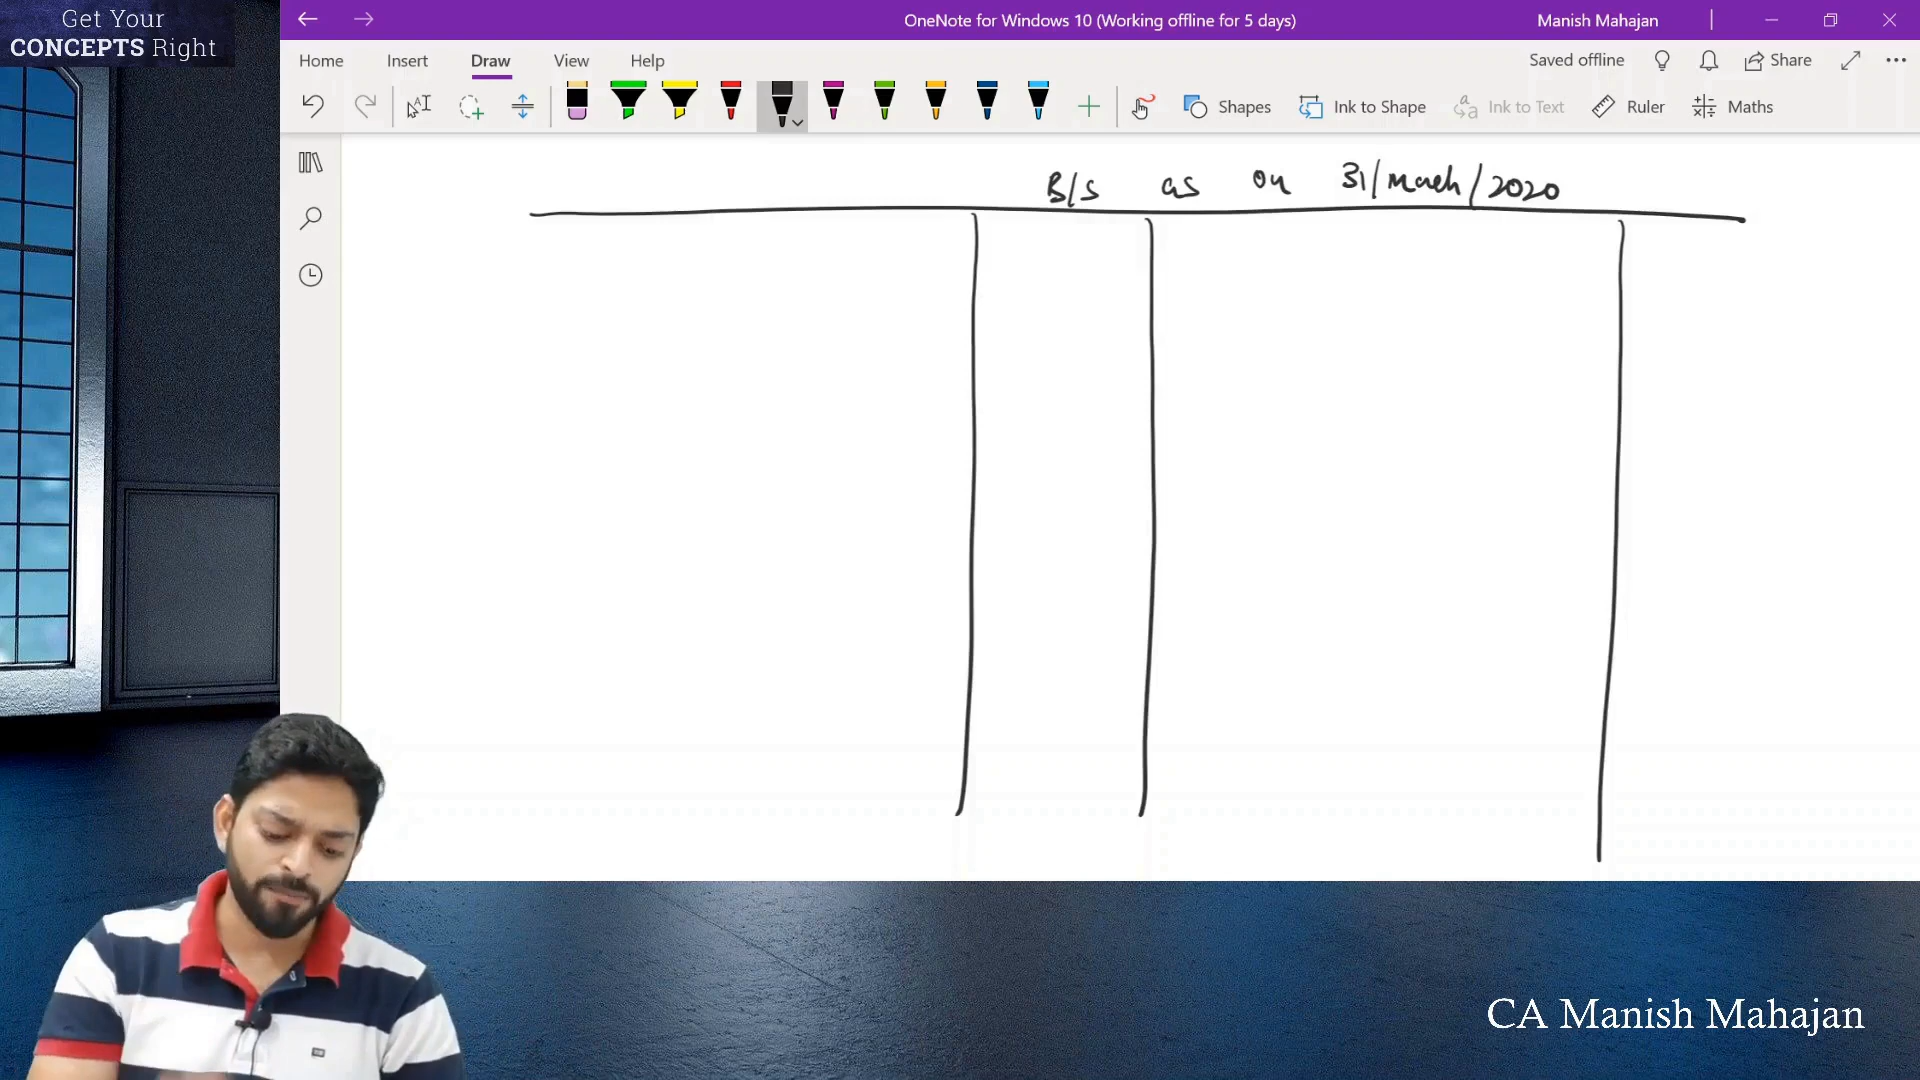 Get Your
CONCEPTS Right
OneNote for Windows 10 (Working offline for 5 days)
Manish Mahajan
Home Insert Draw View Help
Saved offline
Share
Shapes
Ink to Shape
Ink to Text
Ruler
Maths
B/S as on 31/March/2020
CA Manish Mahajan